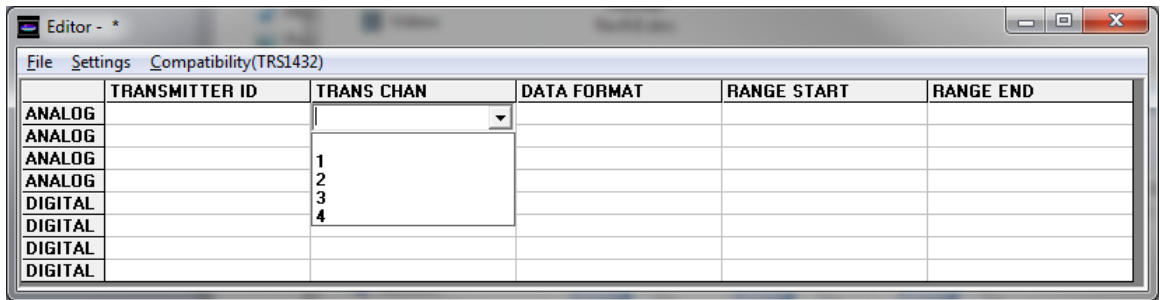 Editor - *
File Settings Compatibility(TRS1432)
TRANSMITTER ID TRANS CHAN DATA FORMAT RANGE START RANGE END
ANALOG
ANALOG
ANALOG 1
ANALOG 2
DIGITAL 3
DIGITAL 4
DIGITAL
DIGITAL